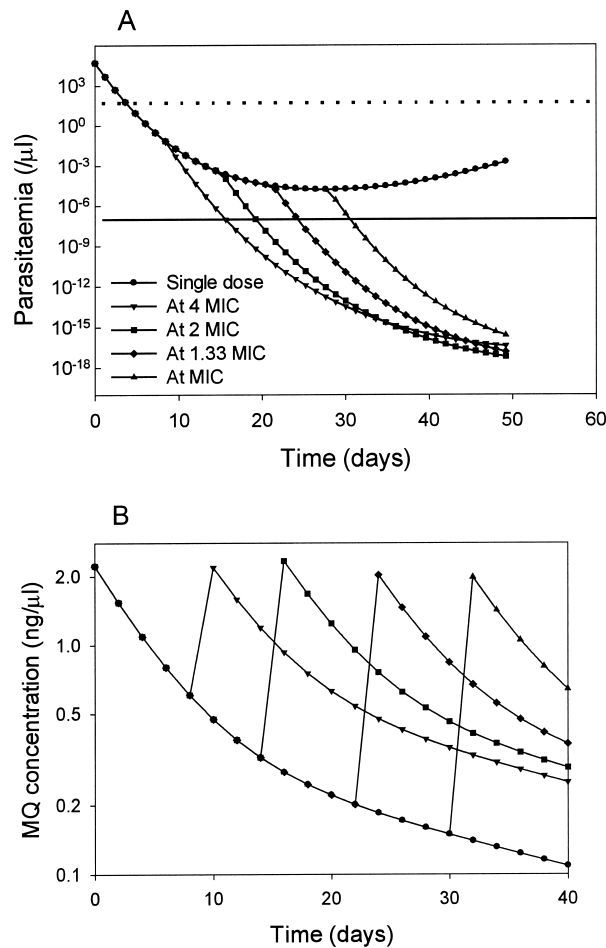 A
Parasitaemia (/µl)
10^3
10^0
10^-3
10^-6
10^-9
10^-12
10^-15
10^-18
Single dose
At 4 MIC
At 2 MIC
At 1.33 MIC
At MIC
0 10 20 30 40 50 60
Time (days)
B
MQ concentration (ng/µl)
2.0
1.0
0.5
0.2
0.1
0 10 20 30 40
Time (days)